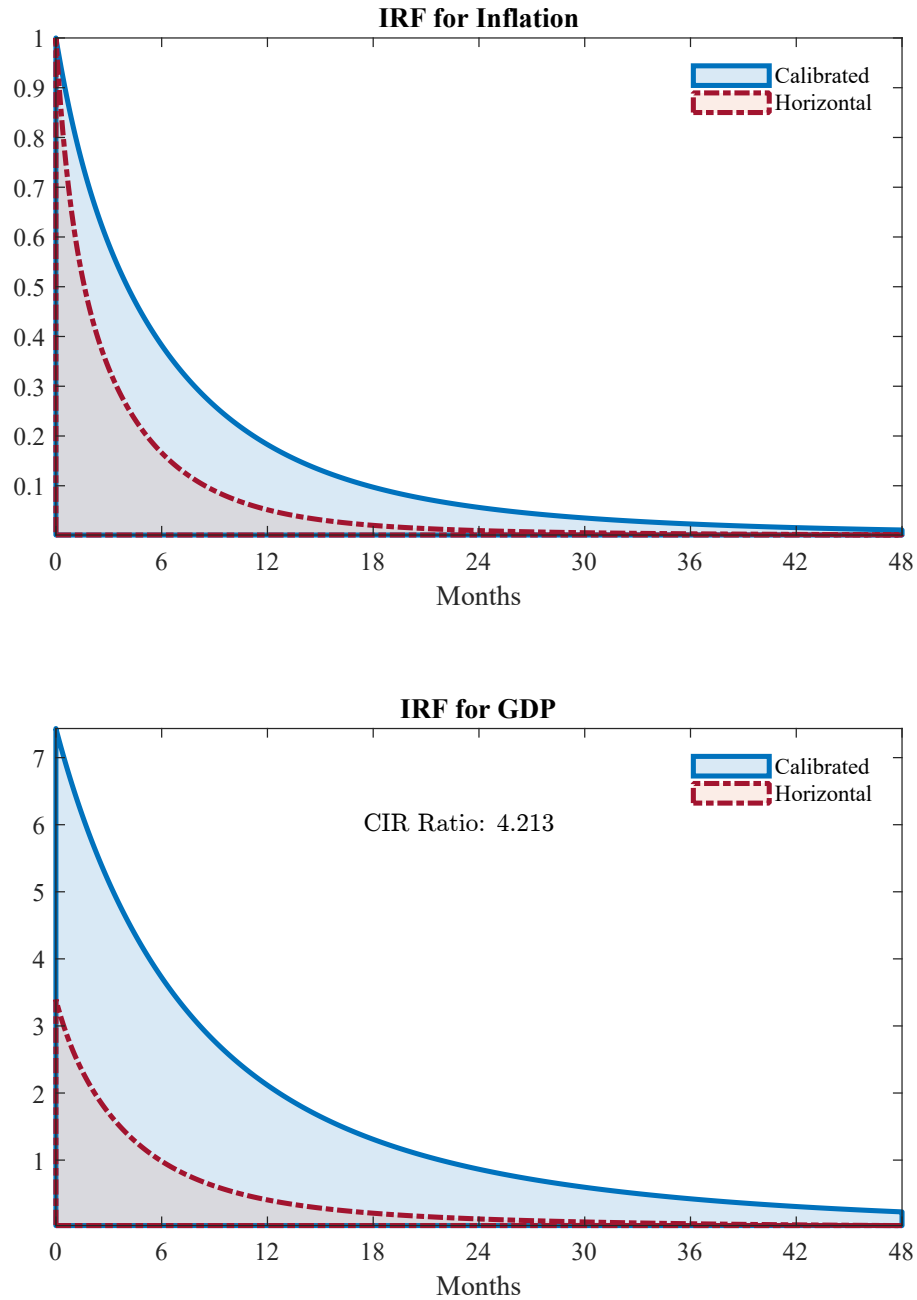 IRF for Inflation
1
0.9
0.8
0.7
0.6
0.5
0.4
0.3
0.2
0.1
Calibrated
Horizontal
0 6 12 18 24 30 36 42 48
Months
IRF for GDP
7
6
5
4
3
2
1
Calibrated
Horizontal
CIR Ratio: 4.213
0 6 12 18 24 30 36 42 48
Months